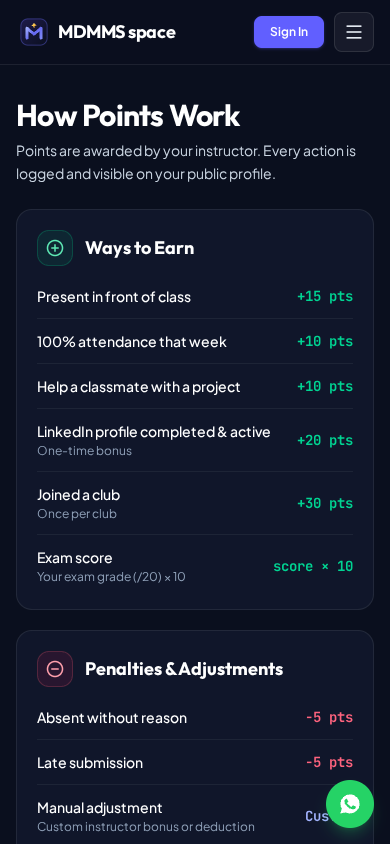 MDMMS space
Sign In
How Points Work
Points are awarded by your instructor. Every action is
logged and visible on your public profile.
Ways to Earn
Present in front of class +15 pts
100% attendance that week +10 pts
Help a classmate with a project +10 pts
LinkedIn profile completed & active +20 pts
One-time bonus
Joined a club +30 pts
Once per club
Exam score score × 10
Your exam grade (/20) × 10
Penalties & Adjustments
Absent without reason -5 pts
Late submission -5 pts
Manual adjustment
Custom instructor bonus or deduction